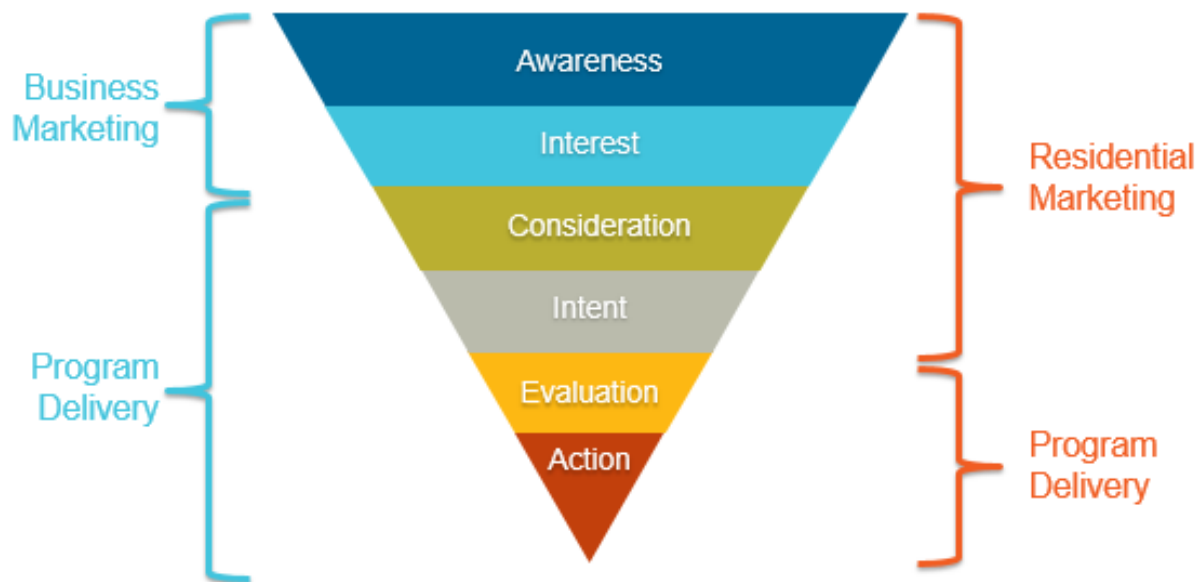 Business
Marketing
Program
Delivery
Awareness
Interest
Consideration
Intent
Evaluation
Action
Residential
Marketing
Program
Delivery